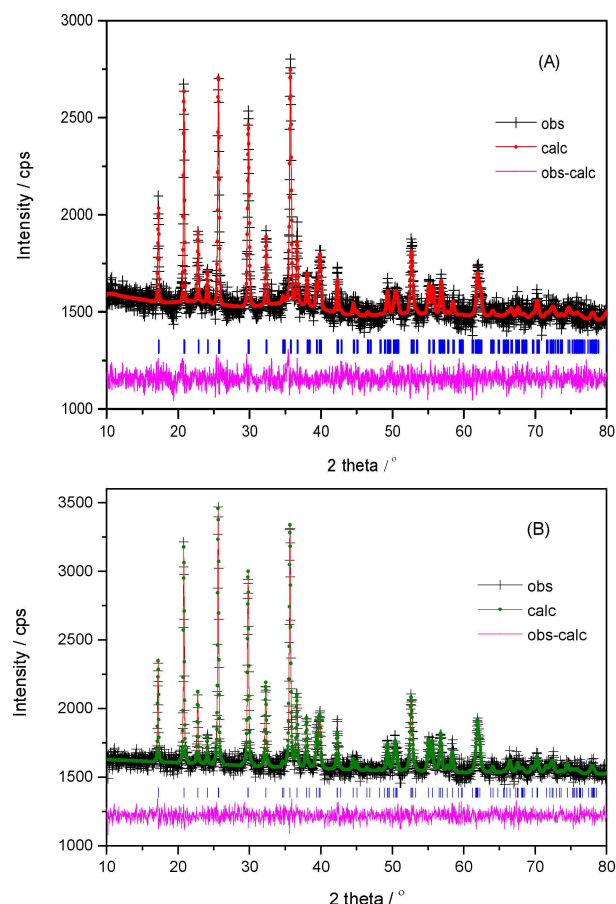 3000
(A)
2500
obs
calc
obs-calc
Intensity / cps
2000
1500
1000
10 20 30 40 50 60 70 80
2 theta / °
3500
(B)
3000
obs
calc
obs-calc
Intensity / cps
2500
2000
1500
1000
10 20 30 40 50 60 70 80
2 theta / °